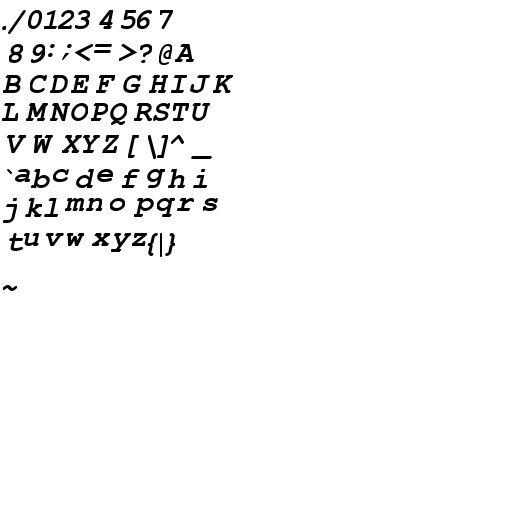 ./0123 4 56 7
8 9: ;<= >? @A
B C D E F G H I J K
L M N O P Q R S T U
V W X Y Z [ \ ] ^ _
`a b c d e f g h i
j k l m n o p q r s
t u v w x y z { | }
~